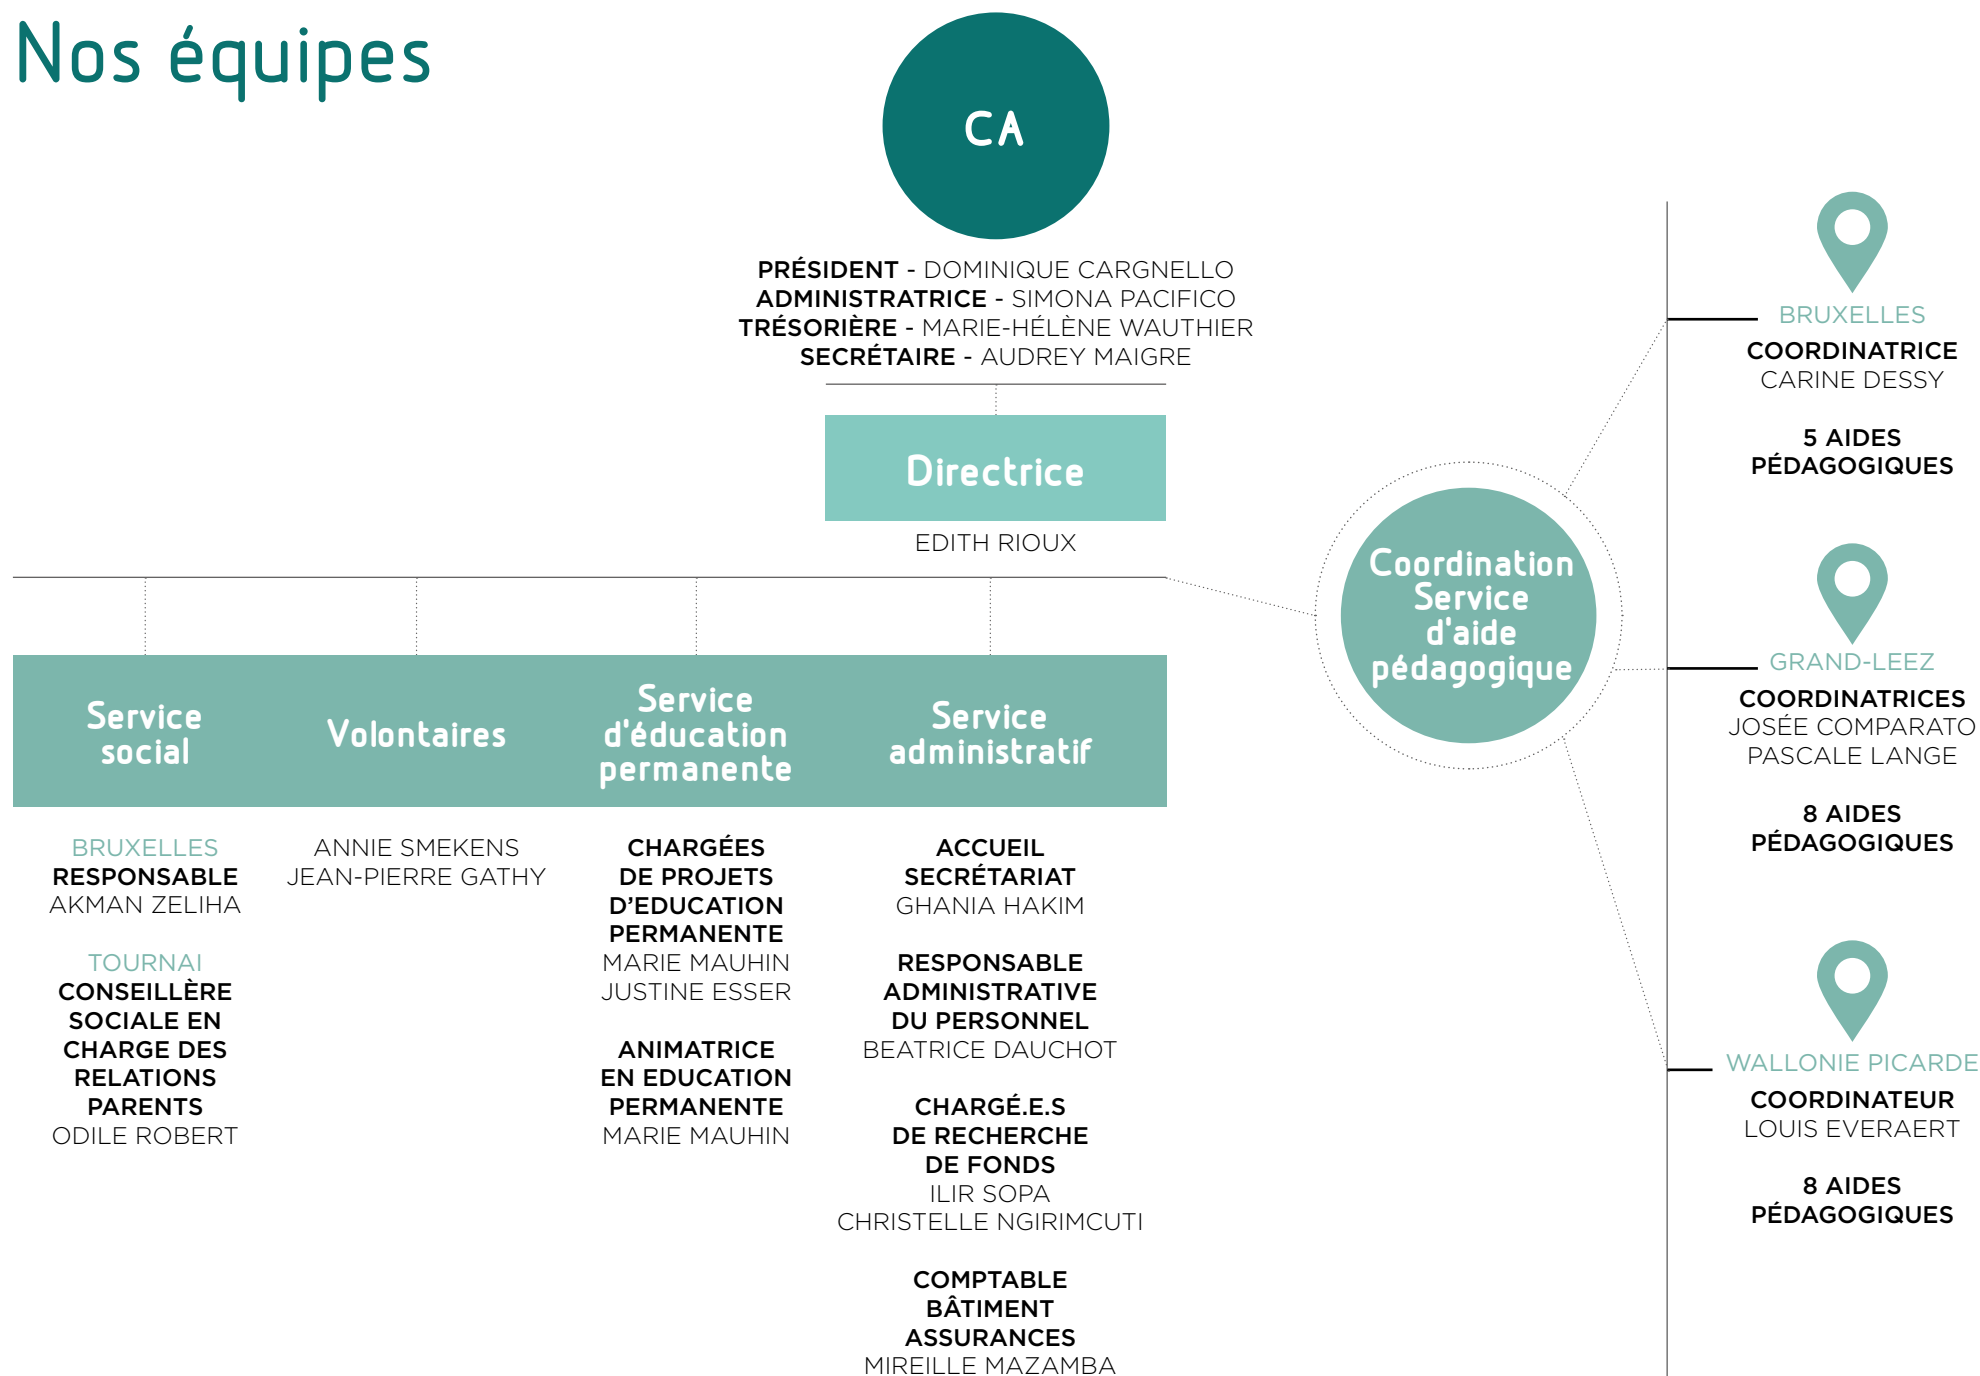 Nos équipes
CA
PRÉSIDENT - DOMINIQUE CARGNELLO
ADMINISTRATRICE - SIMONA PACIFICO
TRÉSORIÈRE - MARIE-HÉLÈNE WAUTHIER
SECRÉTAIRE - AUDREY MAIGRE
Directrice
EDITH RIOUX
Service
social
BRUXELLES
RESPONSABLE
AKMAN ZELIHA
TOURNAI
CONSEILLÈRE
SOCIALE EN
CHARGE DES
RELATIONS
PARENTS
ODILE ROBERT
Volontaires
ANNIE SMEKENS
JEAN-PIERRE GATHY
Service
d'éducation
permanente
CHARGÉES
DE PROJETS
D’EDUCATION
PERMANENTE
MARIE MAUHIN
JUSTINE ESSER
ANIMATRICE
EN EDUCATION
PERMANENTE
MARIE MAUHIN
Service
administratif
ACCUEIL
SECRÉTARIAT
GHANIA HAKIM
RESPONSABLE
ADMINISTRATIVE
DU PERSONNEL
BEATRICE DAUCHOT
CHARGÉ.E.S
DE RECHERCHE
DE FONDS
ILIR SOPA
CHRISTELLE NGIRIMCUTI
COMPTABLE
BÂTIMENT
ASSURANCES
MIREILLE MAZAMBA
Coordination
Service
d'aide
pédagogique
BRUXELLES
COORDINATRICE
CARINE DESSY
5 AIDES
PÉDAGOGIQUES
GRAND-LEEZ
COORDINATRICES
JOSÉE COMPARATO
PASCALE LANGE
8 AIDES
PÉDAGOGIQUES
WALLONIE PICARDE
COORDINATEUR
LOUIS EVERAERT
8 AIDES
PÉDAGOGIQUES